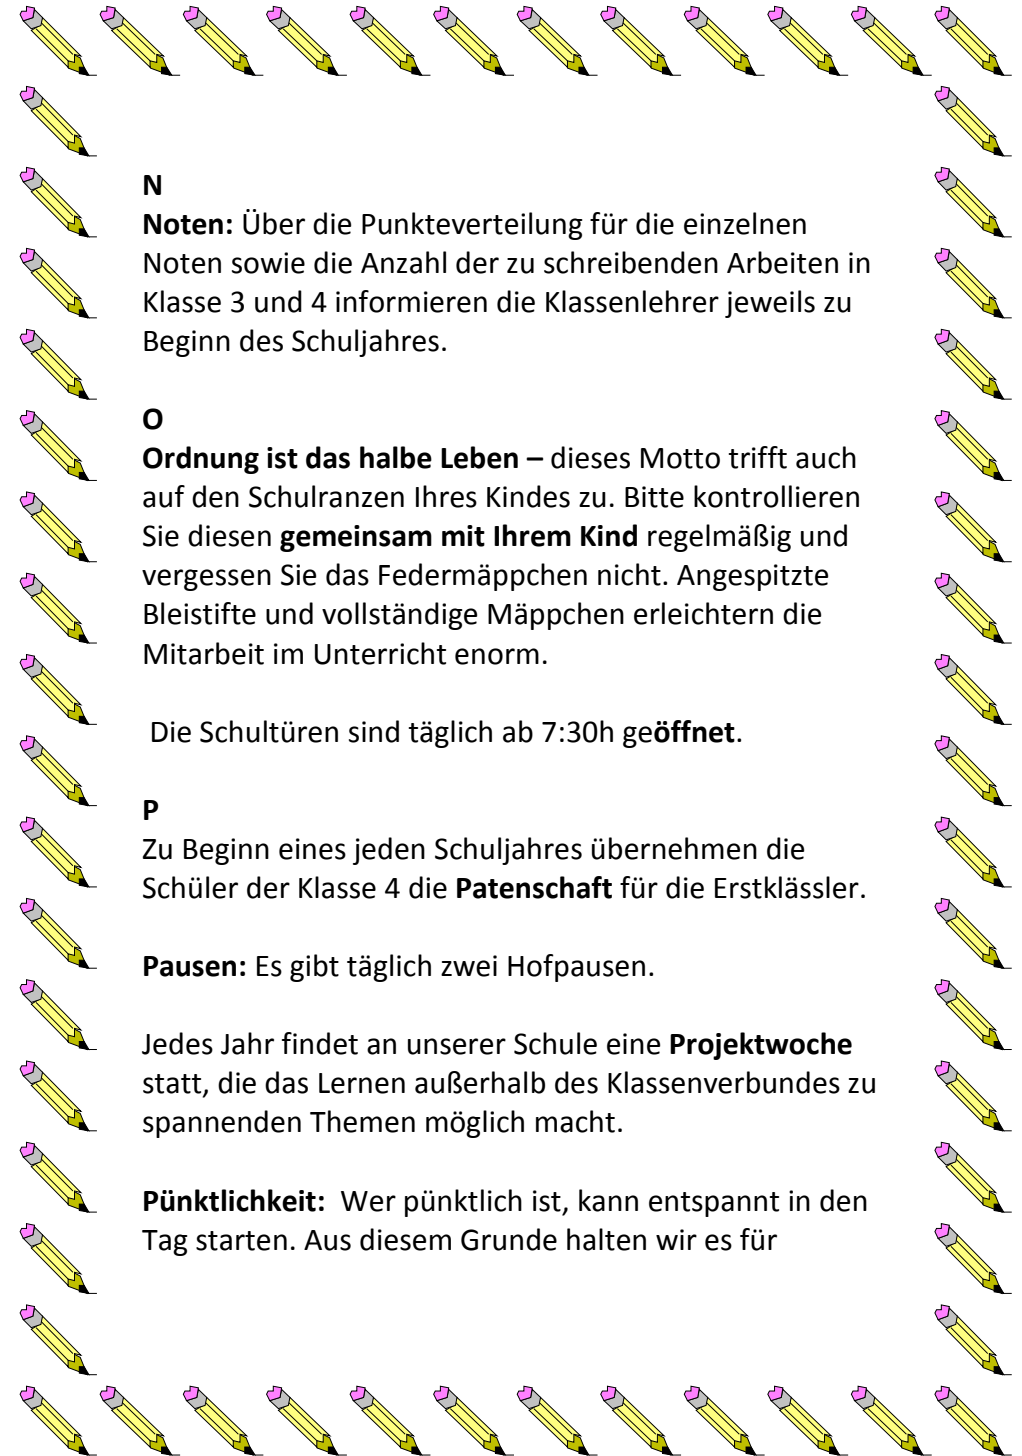 N
Noten: Über die Punkteverteilung für die einzelnen
Noten sowie die Anzahl der zu schreibenden Arbeiten in
Klasse 3 und 4 informieren die Klassenlehrer jeweils zu
Beginn des Schuljahres.
O
Ordnung ist das halbe Leben – dieses Motto trifft auch
auf den Schulranzen Ihres Kindes zu. Bitte kontrollieren
Sie diesen gemeinsam mit Ihrem Kind regelmäßig und
vergessen Sie das Federmäppchen nicht. Angespitzte
Bleistifte und vollständige Mäppchen erleichtern die
Mitarbeit im Unterricht enorm.
Die Schultüren sind täglich ab 7:30h geöffnet.
P
Zu Beginn eines jeden Schuljahres übernehmen die
Schüler der Klasse 4 die Patenschaft für die Erstklässler.
Pausen: Es gibt täglich zwei Hofpausen.
Jedes Jahr findet an unserer Schule eine Projektwoche
statt, die das Lernen außerhalb des Klassenverbundes zu
spannenden Themen möglich macht.
Pünktlichkeit:  Wer pünktlich ist, kann entspannt in den
Tag starten. Aus diesem Grunde halten wir es für